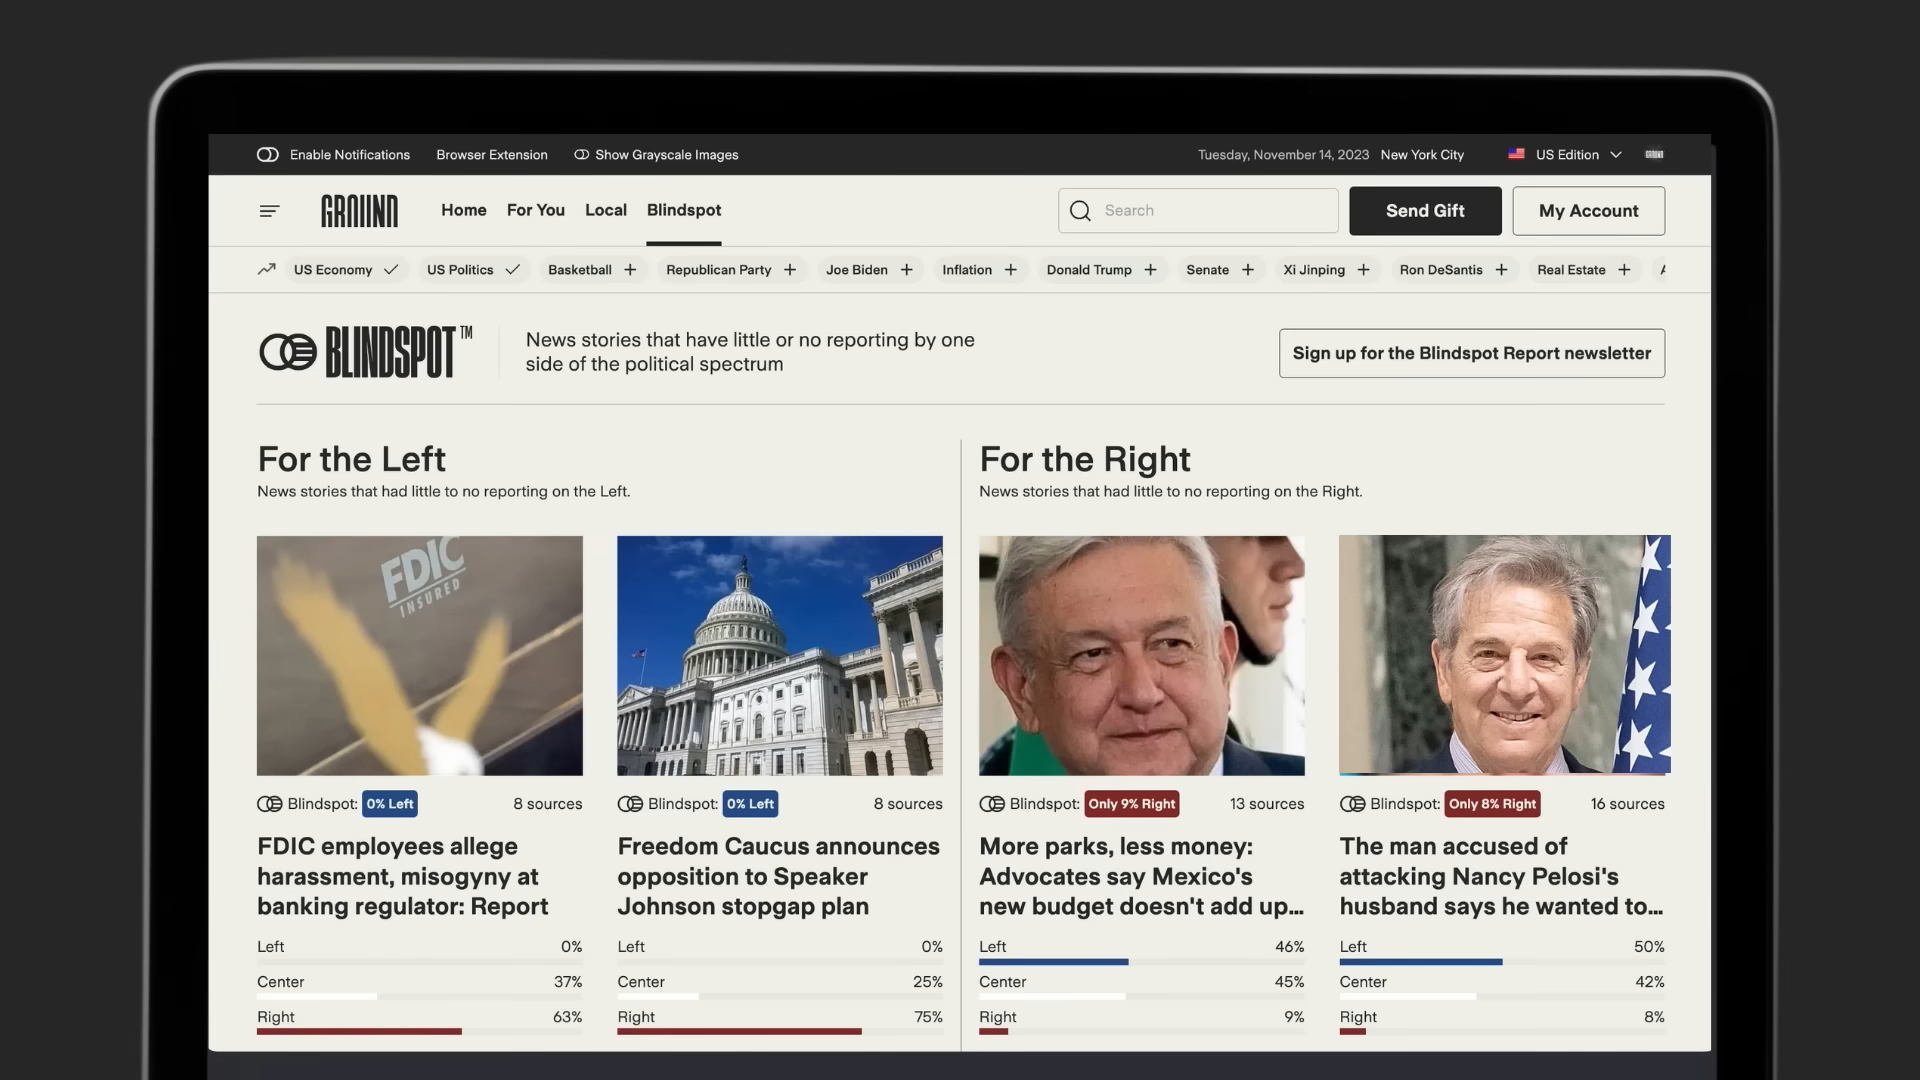 Enable Notifications Browser Extension Show Grayscale Images Tuesday, November 14, 2023 New York City US Edition
GROUND Home For You Local Blindspot Search Send Gift My Account
US Economy US Politics Basketball Republican Party Joe Biden Inflation Donald Trump Senate Xi Jinping Ron DeSantis Real Estate
BLINDSPOT™
News stories that have little or no reporting by one
side of the political spectrum
Sign up for the Blindspot Report newsletter
For the Left
News stories that had little to no reporting on the Left.
FDIC
INSURED
Blindspot: 0% Left 8 sources
FDIC employees allege
harassment, misogyny at
banking regulator: Report
Left 0%
Center 37%
Right 63%
Blindspot: 0% Left 8 sources
Freedom Caucus announces
opposition to Speaker
Johnson stopgap plan
Left 0%
Center 25%
Right 75%
For the Right
News stories that had little to no reporting on the Right.
Blindspot: Only 9% Right 13 sources
More parks, less money:
Advocates say Mexico's
new budget doesn't add up...
Left 46%
Center 45%
Right 9%
Blindspot: Only 8% Right 16 sources
The man accused of
attacking Nancy Pelosi's
husband says he wanted to...
Left 50%
Center 42%
Right 8%